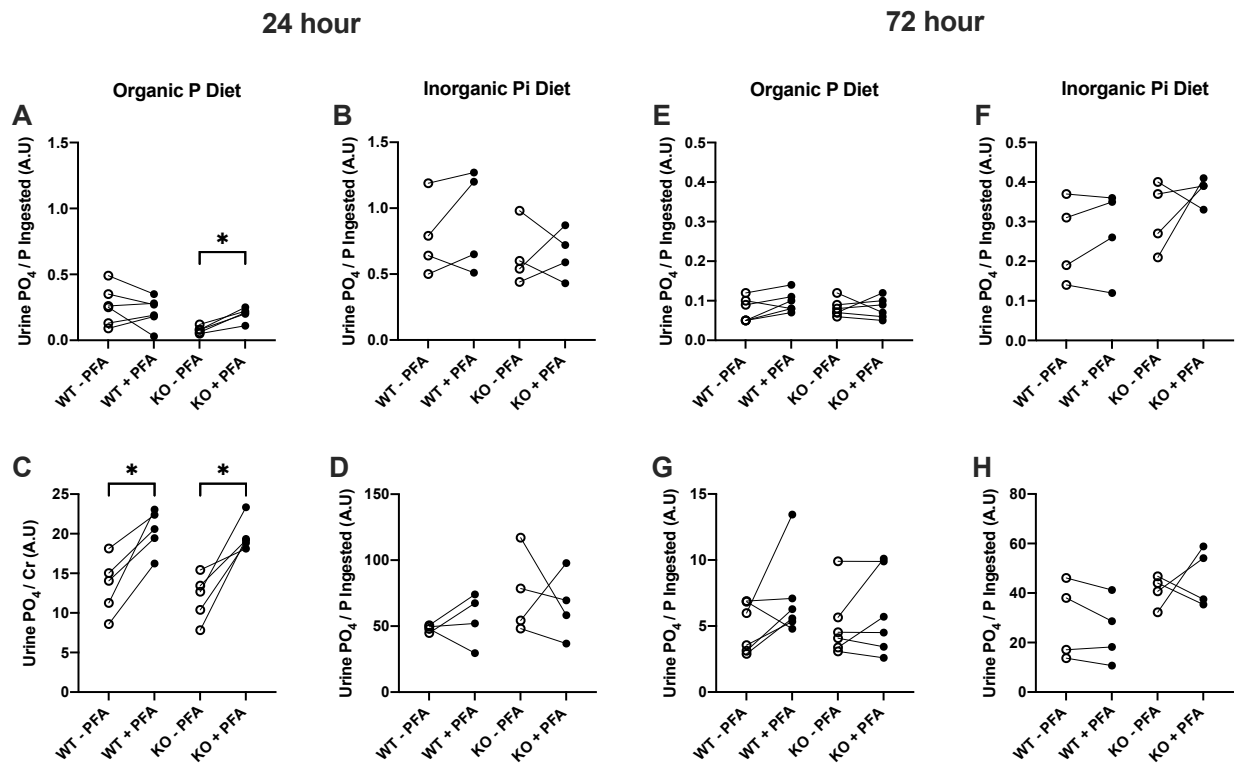 24 hour
72 hour
Organic P Diet
Inorganic Pi Diet
Organic P Diet
Inorganic Pi Diet
A
Urine PO4 / P Ingested (A.U)
1.5
1.0
0.5
0.0
*
WT - PFA
WT + PFA
KO - PFA
KO + PFA
B
Urine PO4 / P Ingested (A.U)
1.5
1.0
0.5
0.0
WT - PFA
WT + PFA
KO - PFA
KO + PFA
E
Urine PO4 / P Ingested (A.U)
0.5
0.4
0.3
0.2
0.1
0.0
WT - PFA
WT + PFA
KO - PFA
KO + PFA
F
Urine PO4 / P Ingested (A.U)
0.5
0.4
0.3
0.2
0.1
0.0
WT - PFA
WT + PFA
KO - PFA
KO + PFA
C
Urine PO4 / Cr (A.U)
25
20
15
10
5
0
*
*
WT - PFA
WT + PFA
KO - PFA
KO + PFA
D
Urine PO4 / P Ingested (A.U)
150
100
50
0
WT - PFA
WT + PFA
KO - PFA
KO + PFA
G
Urine PO4 / P Ingested (A.U)
15
10
5
0
WT - PFA
WT + PFA
KO - PFA
KO + PFA
H
Urine PO4 / P Ingested (A.U)
80
60
40
20
0
WT - PFA
WT + PFA
KO - PFA
KO + PFA